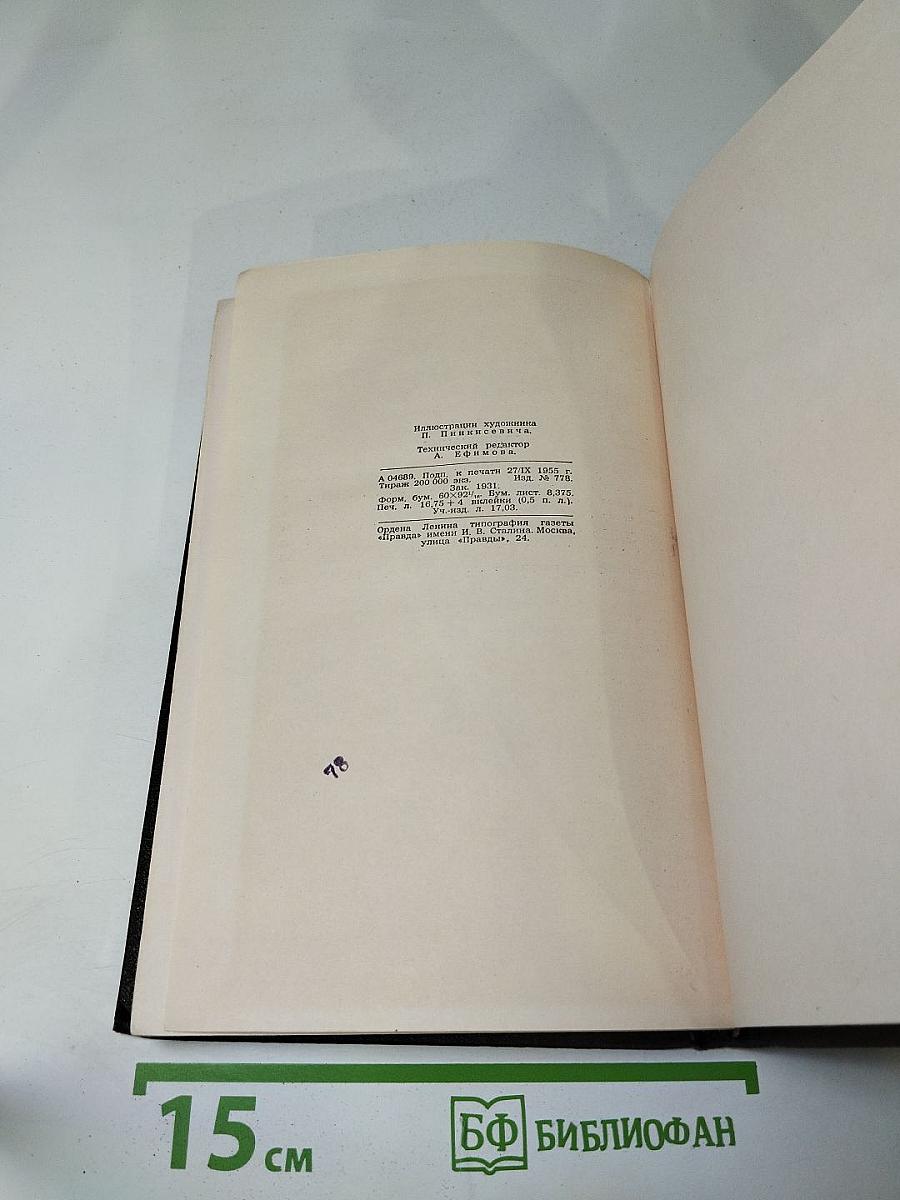 Иллюстрации художника
П. Пинкисевича.
Технический редактор
А. Ефимова.
А 04689. Подп. к печати 27/IX 1955 г.
Тираж 200 000 экз. Изд. № 778.
Зак. 1931.
Форм. бум. 60×92¹/₁₆. Бум. лист. 8,375.
Печ. л. 16,75 + 4 вклейки (0,5 п. л.).
Уч.-изд. л. 17,03.
Ордена Ленина типография газеты
«Правда» имени И. В. Сталина. Москва,
улица «Правды», 24.
78
15 см
БФ БИБЛИОФАН